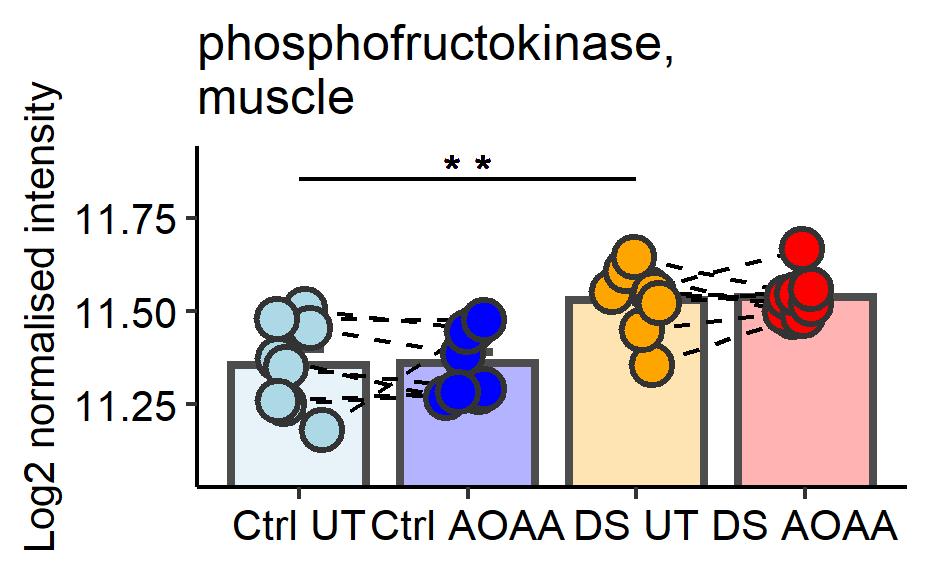 phosphofructokinase,
muscle
Log2 normalised intensity
* *
11.75
11.50
11.25
Ctrl UT Ctrl AOAA DS UT DS AOAA